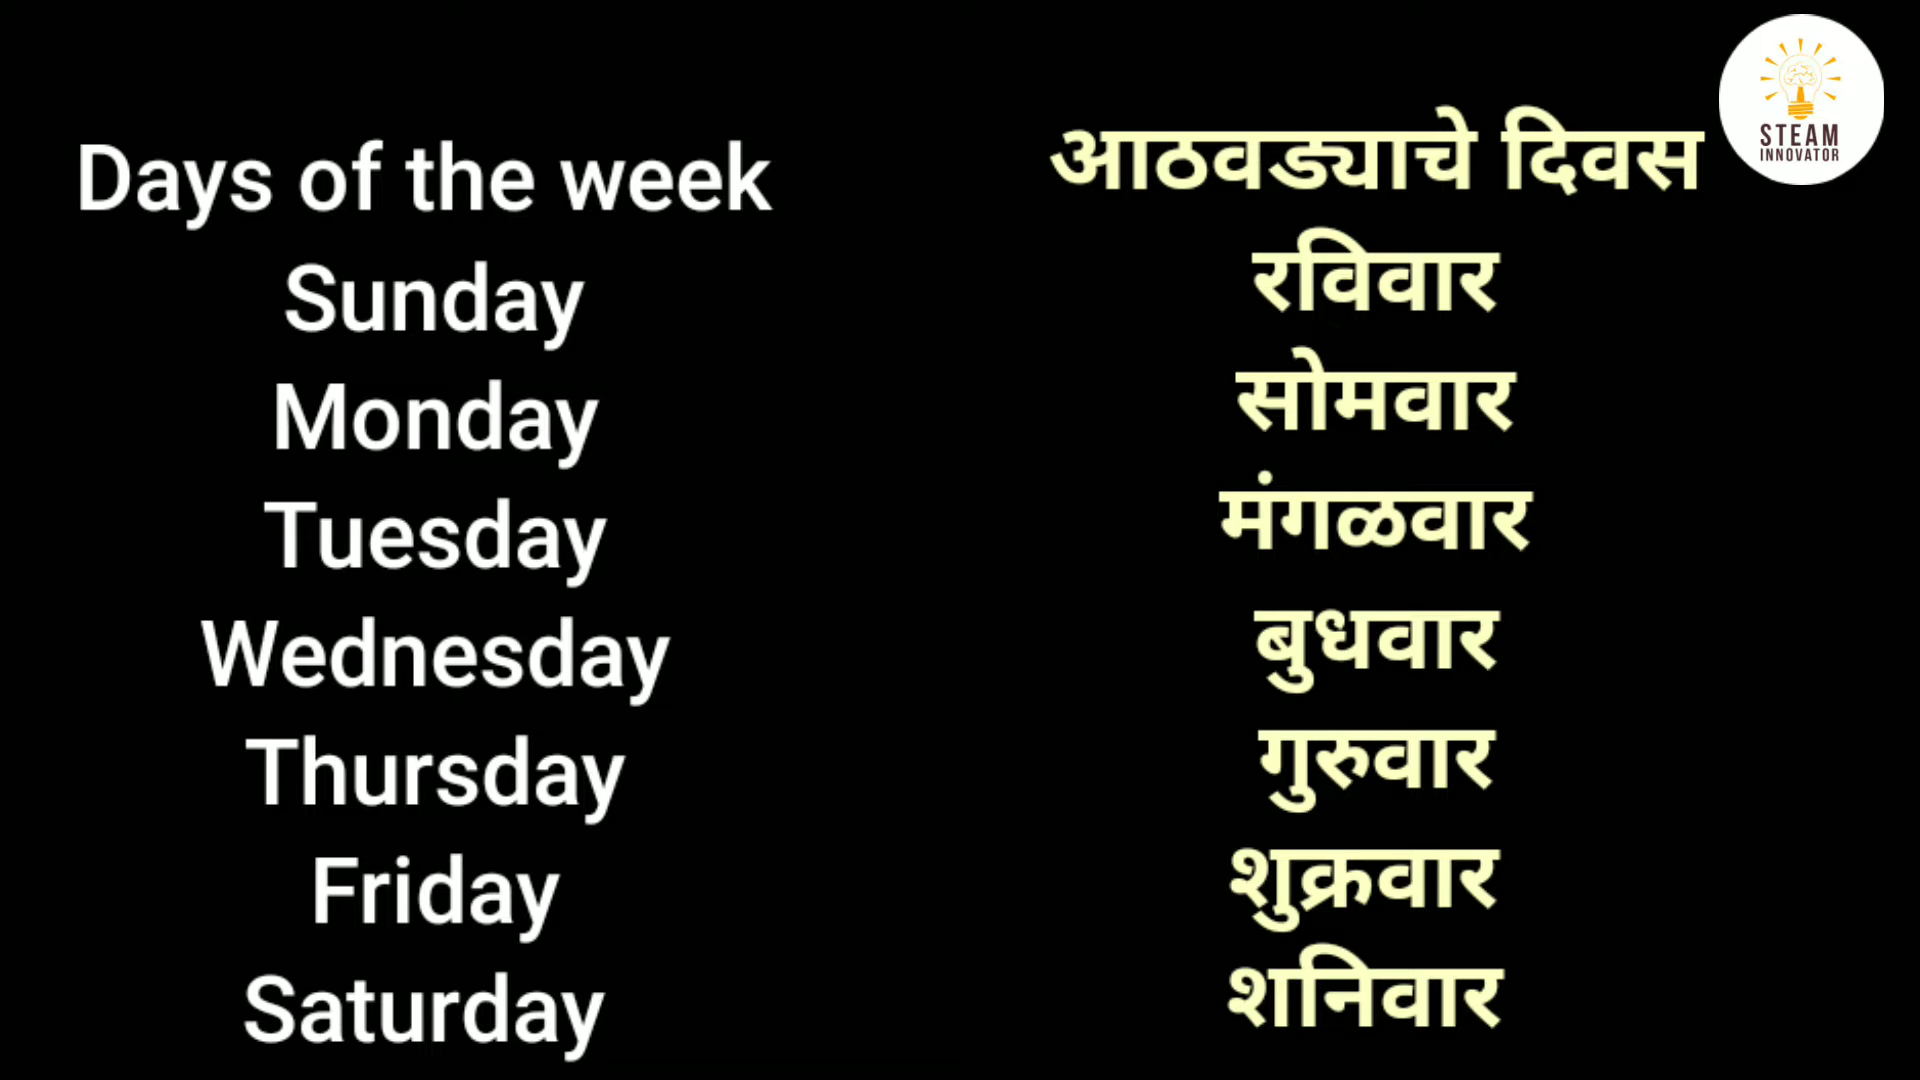 Days of the week
Sunday
Monday
Tuesday
Wednesday
Thursday
Friday
Saturday
आठवड्याचे दिवस
रविवार
सोमवार
मंगळवार
बुधवार
गुरुवार
शुक्रवार
शनिवार
STEAM
INNOVATOR